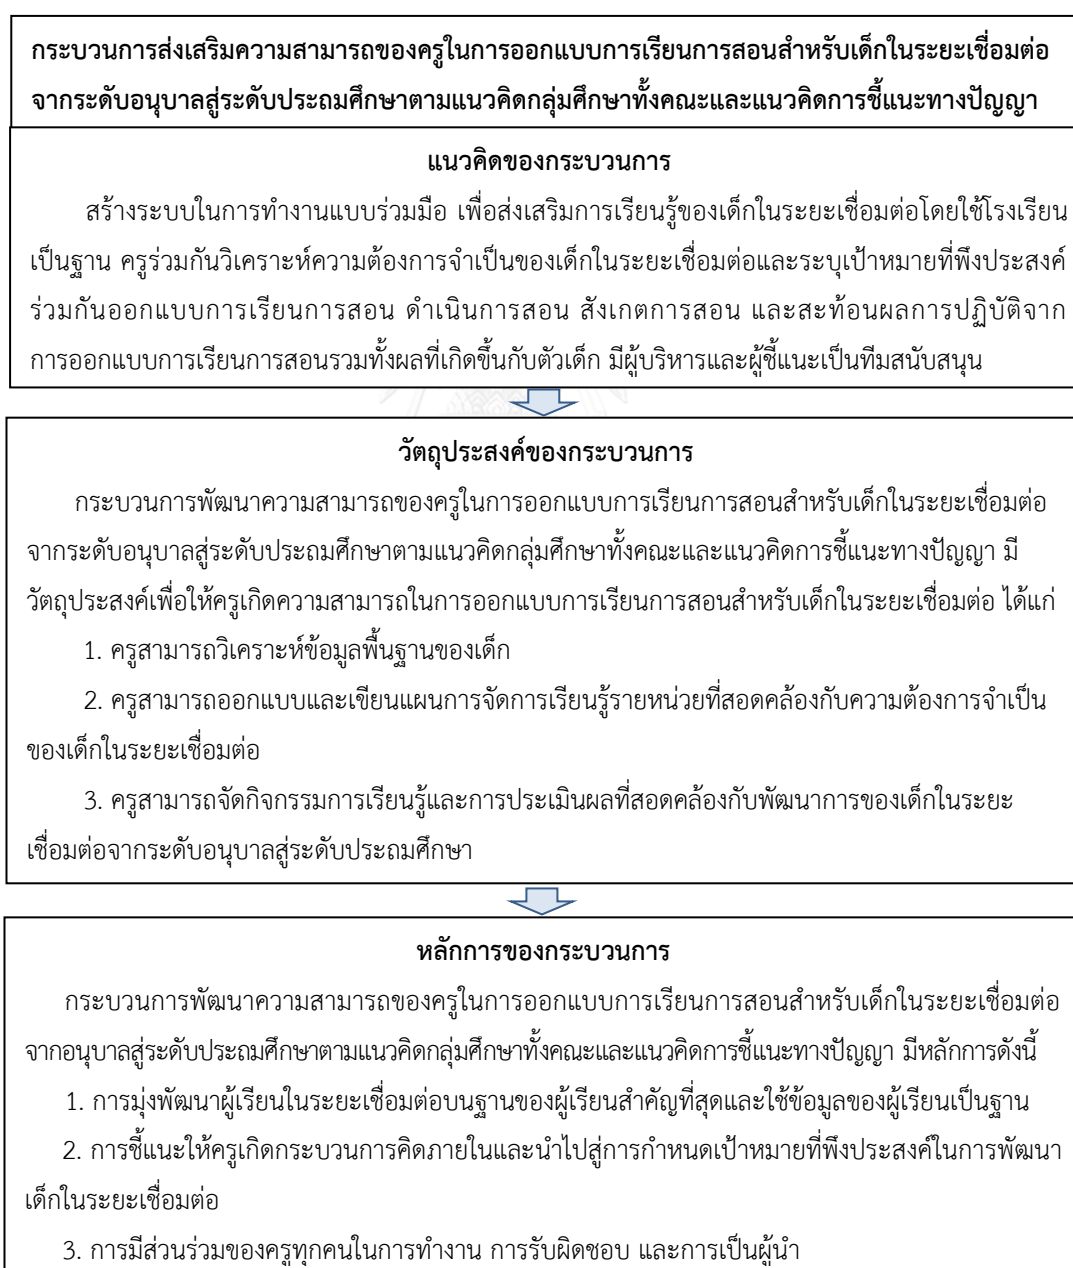 กระบวนการส่งเสริมความสามารถของครูในการออกแบบการเรียนการสอนสำหรับเด็กในระยะเชื่อมต่อ
จากระดับอนุบาลสู่ระดับประถมศึกษาตามแนวคิดกลุ่มศึกษาทั้งคณะและแนวคิดการชี้แนะทางปัญญา
แนวคิดของกระบวนการ
สร้างระบบในการทำงานแบบร่วมมือ เพื่อส่งเสริมการเรียนรู้ของเด็กในระยะเชื่อมต่อโดยใช้โรงเรียน
เป็นฐาน ครูร่วมกันวิเคราะห์ความต้องการจำเป็นของเด็กในระยะเชื่อมต่อและระบุเป้าหมายที่พึงประสงค์
ร่วมกันออกแบบการเรียนการสอน ดำเนินการสอน สังเกตการสอน และสะท้อนผลการปฏิบัติจาก
การออกแบบการเรียนการสอนรวมทั้งผลที่เกิดขึ้นกับตัวเด็ก มีผู้บริหารและผู้ชี้แนะเป็นทีมสนับสนุน
วัตถุประสงค์ของกระบวนการ
กระบวนการพัฒนาความสามารถของครูในการออกแบบการเรียนการสอนสำหรับเด็กในระยะเชื่อมต่อ
จากระดับอนุบาลสู่ระดับประถมศึกษาตามแนวคิดกลุ่มศึกษาทั้งคณะและแนวคิดการชี้แนะทางปัญญา มี
วัตถุประสงค์เพื่อให้ครูเกิดความสามารถในการออกแบบการเรียนการสอนสำหรับเด็กในระยะเชื่อมต่อ ได้แก่
1. ครูสามารถวิเคราะห์ข้อมูลพื้นฐานของเด็ก
2. ครูสามารถออกแบบและเขียนแผนการจัดการเรียนรู้รายหน่วยที่สอดคล้องกับความต้องการจำเป็น
ของเด็กในระยะเชื่อมต่อ
3. ครูสามารถจัดกิจกรรมการเรียนรู้และการประเมินผลที่สอดคล้องกับพัฒนาการของเด็กในระยะ
เชื่อมต่อจากระดับอนุบาลสู่ระดับประถมศึกษา
หลักการของกระบวนการ
กระบวนการพัฒนาความสามารถของครูในการออกแบบการเรียนการสอนสำหรับเด็กในระยะเชื่อมต่อ
จากอนุบาลสู่ระดับประถมศึกษาตามแนวคิดกลุ่มศึกษาทั้งคณะและแนวคิดการชี้แนะทางปัญญา มีหลักการดังนี้
1. การมุ่งพัฒนาผู้เรียนในระยะเชื่อมต่อบนฐานของผู้เรียนสำคัญที่สุดและใช้ข้อมูลของผู้เรียนเป็นฐาน
2. การชี้แนะให้ครูเกิดกระบวนการคิดภายในและนำไปสู่การกำหนดเป้าหมายที่พึงประสงค์ในการพัฒนา
เด็กในระยะเชื่อมต่อ
3. การมีส่วนร่วมของครูทุกคนในการทำงาน การรับผิดชอบ และการเป็นผู้นำ